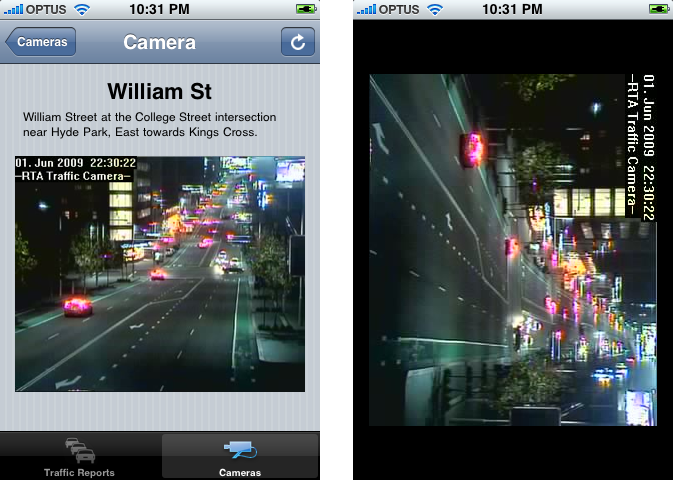 OPTUS 10:31 PM
Cameras Camera
William St
William Street at the College Street intersection
near Hyde Park, East towards Kings Cross.
01. Jun 2009 22:30:22
—RTA Traffic Camera—
Traffic Reports Cameras
OPTUS 10:31 PM
01. Jun 2009 22:30:22
—RTA Traffic Camera—